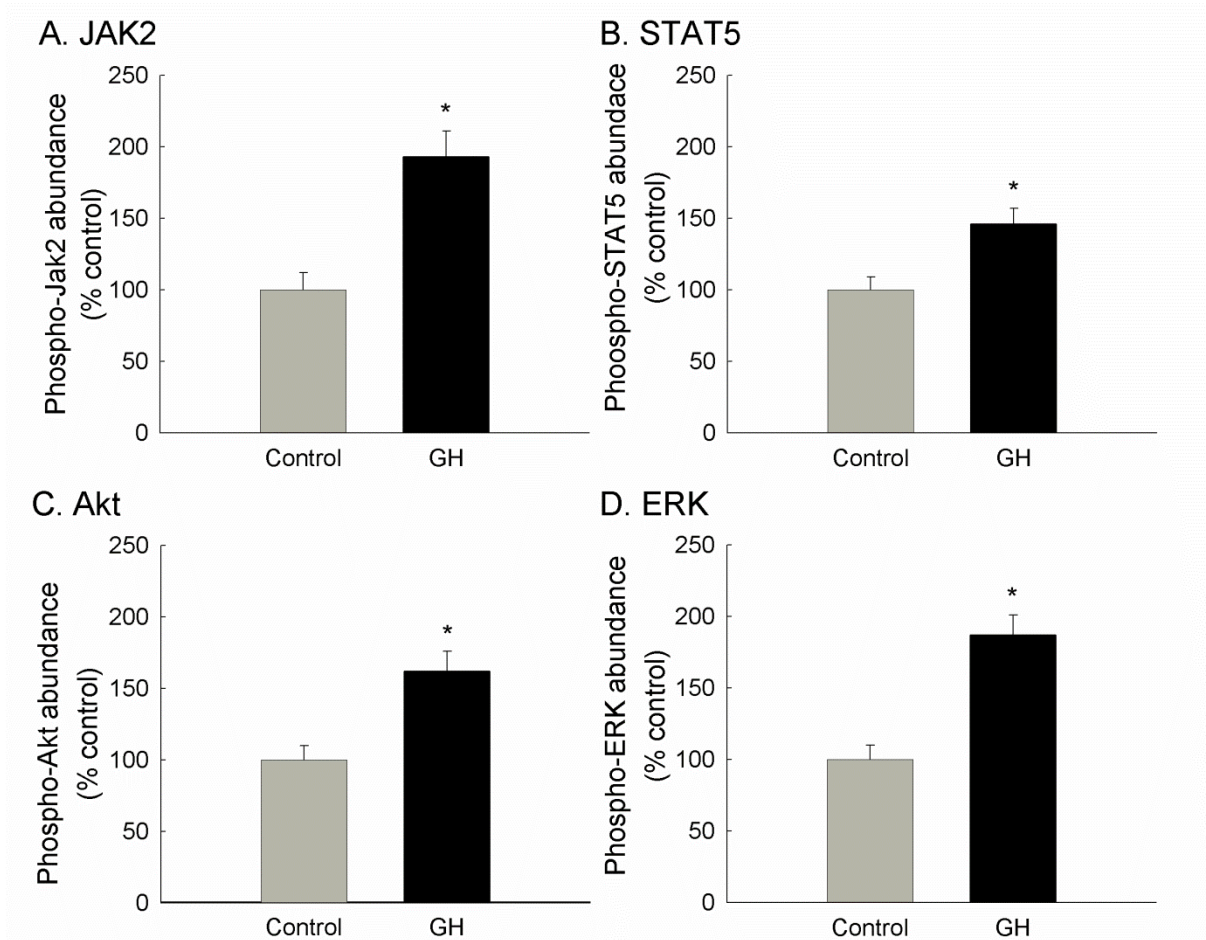 A. JAK2
Phospho-Jak2 abundance
(% control)
250
200
150
100
50
0
*
Control GH
B. STAT5
Phoospho-STAT5 abundace
(% control)
250
200
150
100
50
0
*
Control GH
C. Akt
Phospho-Akt abundance
(% control)
250
200
150
100
50
0
*
Control GH
D. ERK
Phospho-ERK abundance
(% control)
250
200
150
100
50
0
*
Control GH